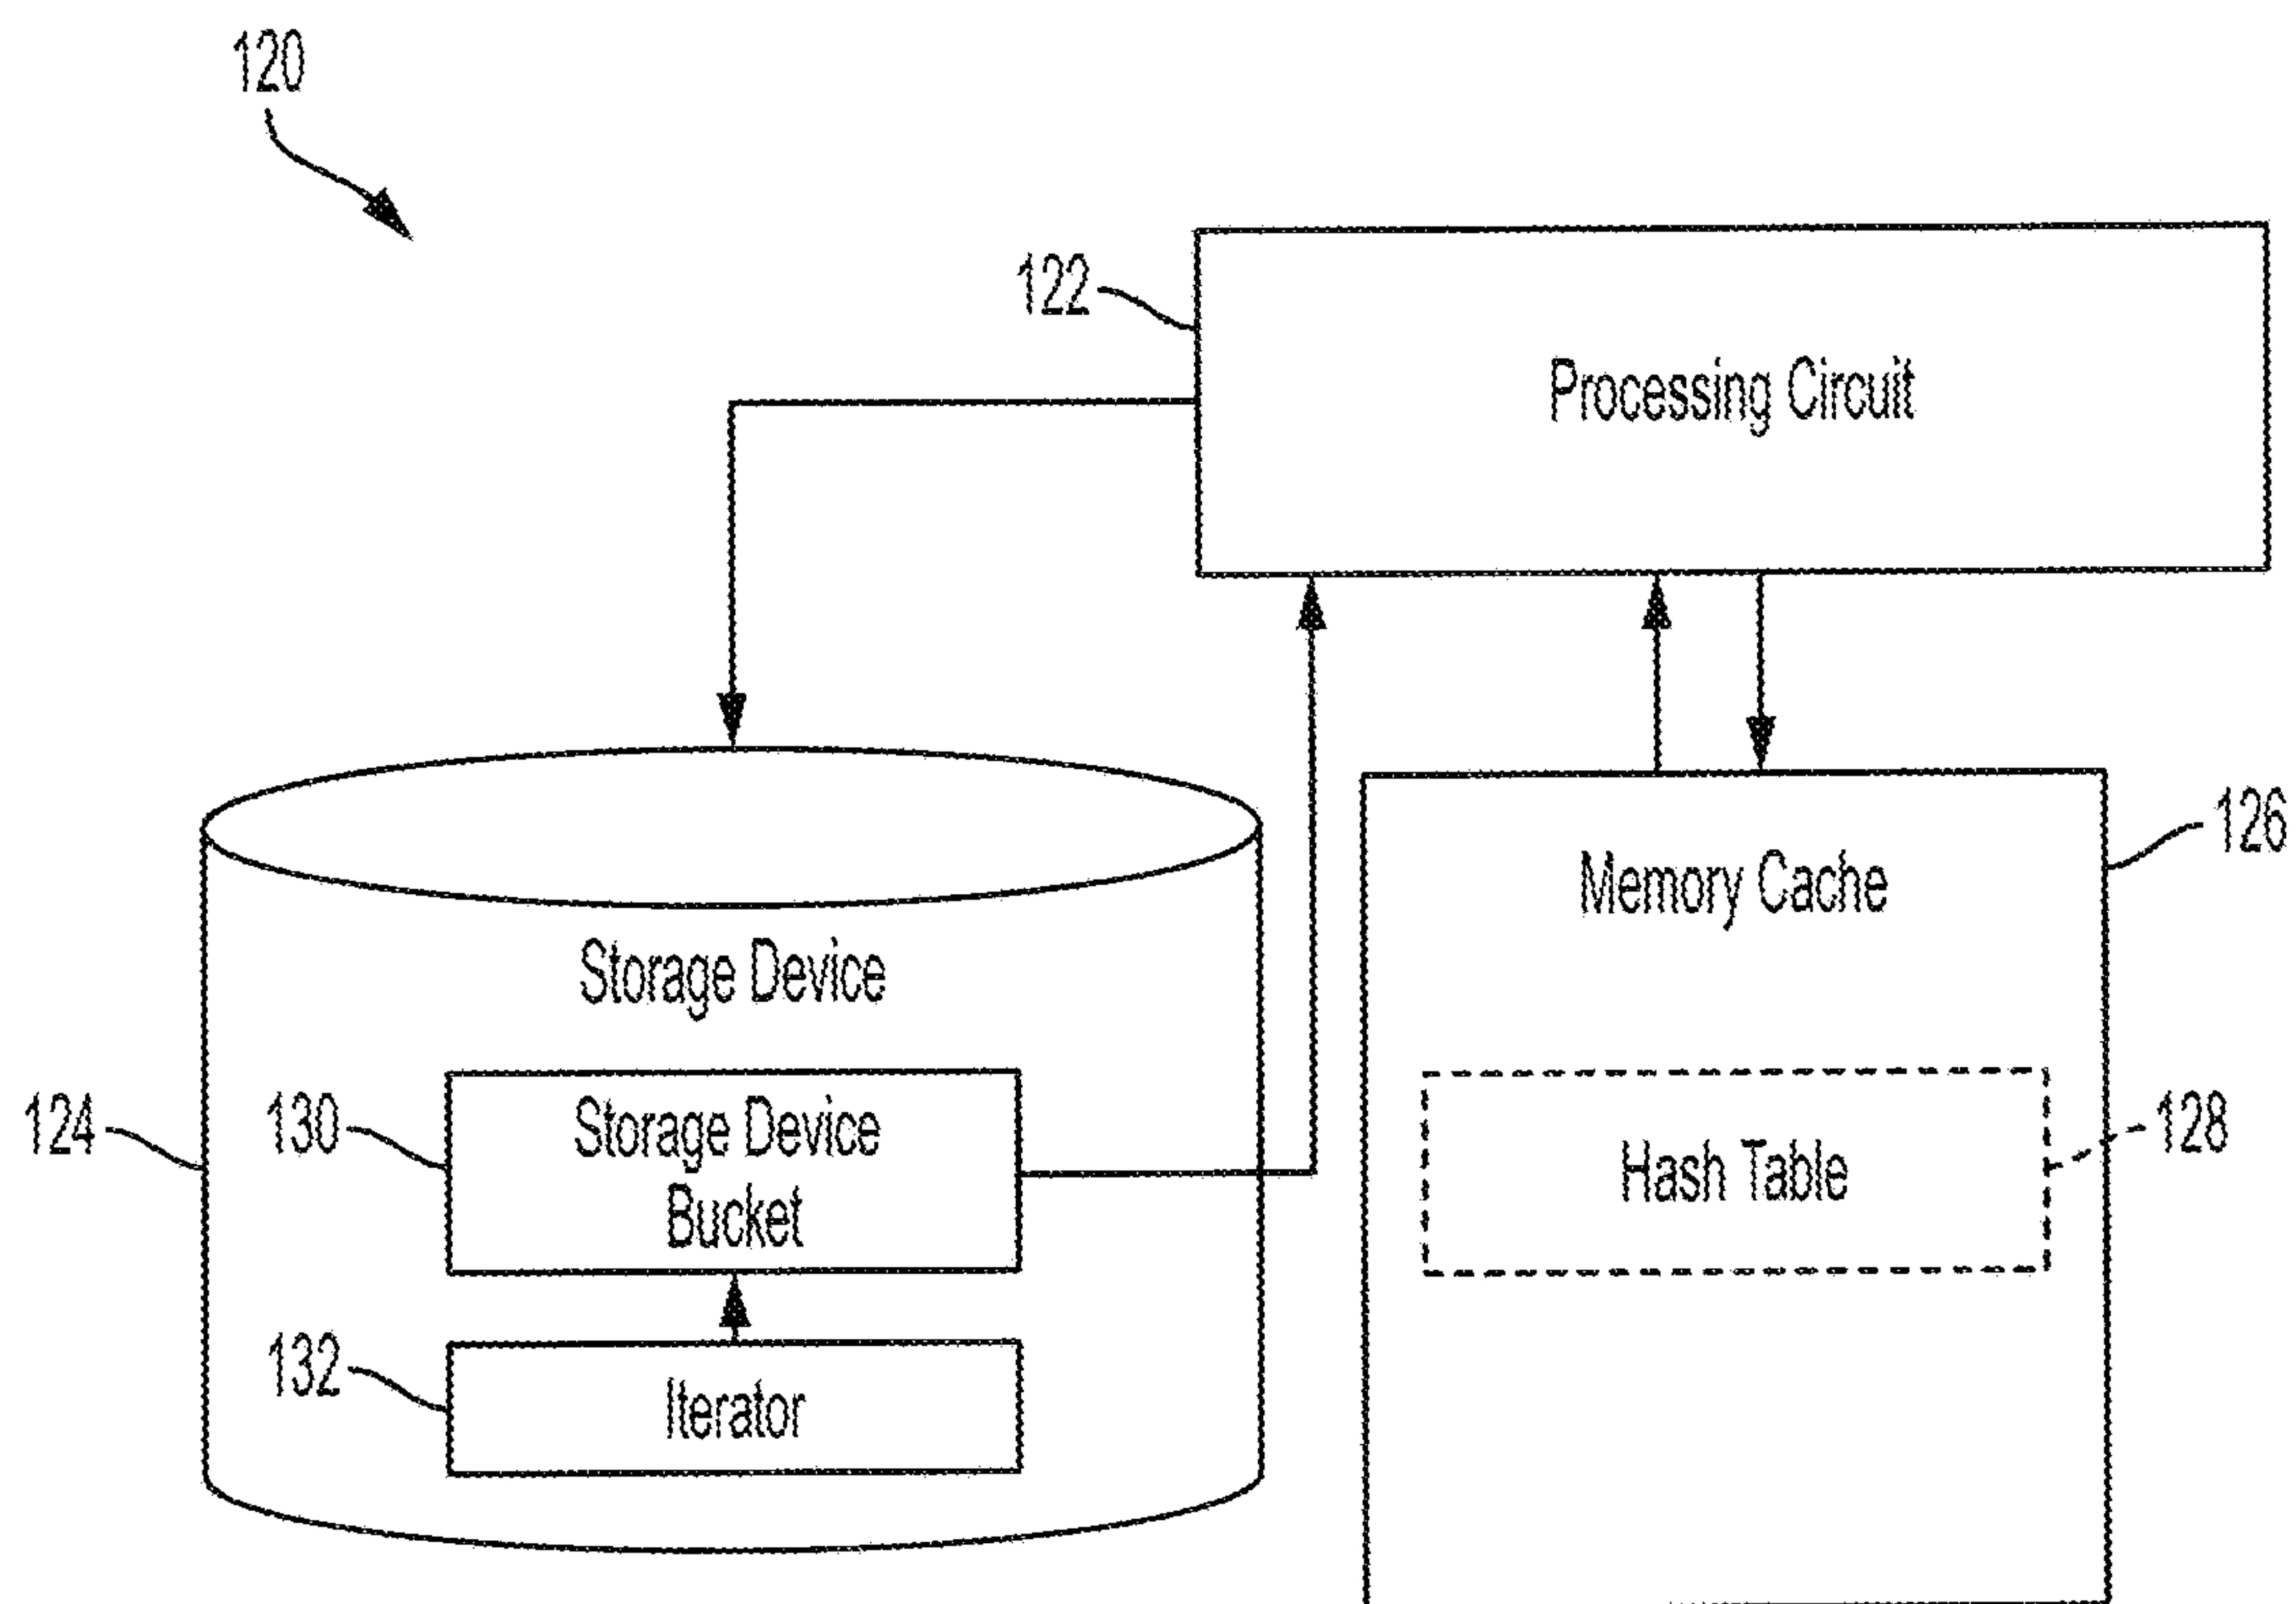 120
122
Processing Circuit
126
Memory Cache
Storage Device
124
130
Storage Device
Bucket
128
Hash Table
132
Iterator